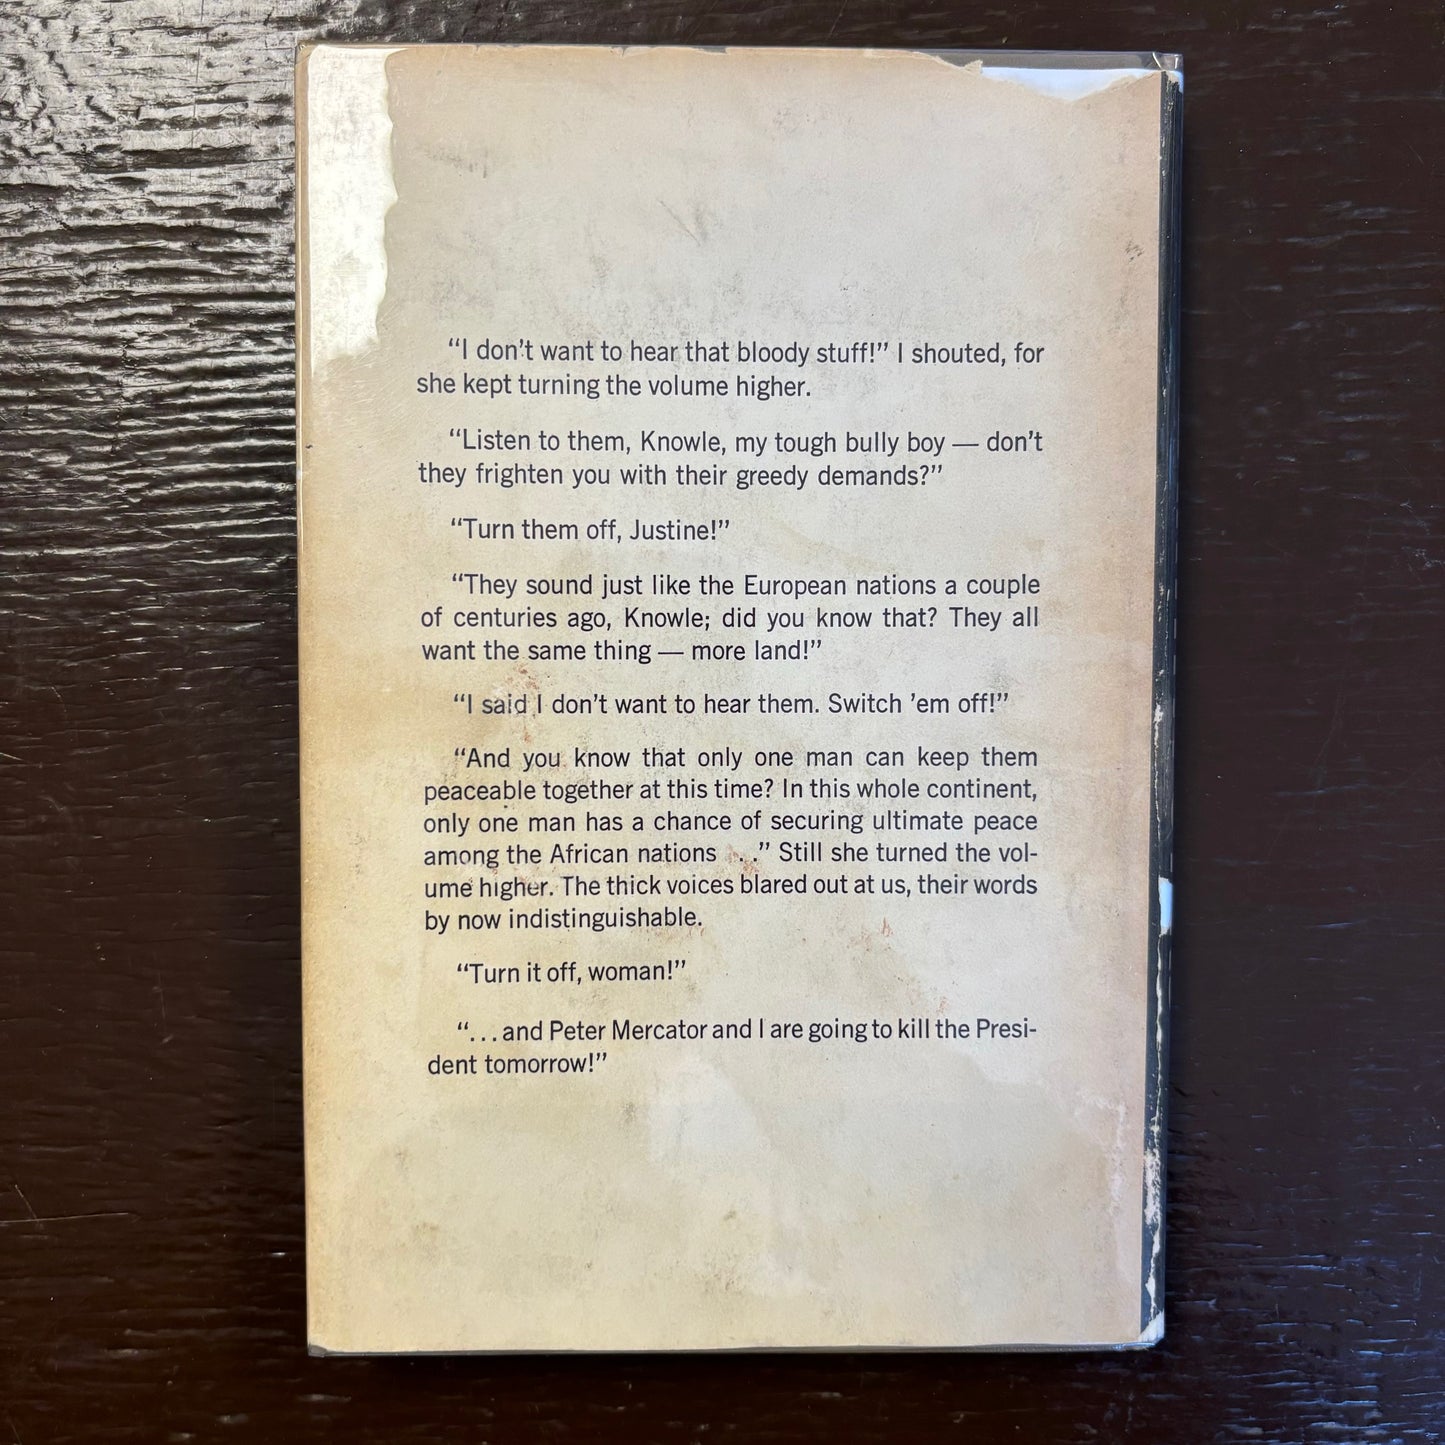 “I don’t want to hear that bloody stuff!” I shouted, for
she kept turning the volume higher.
“Listen to them, Knowle, my tough bully boy — don’t
they frighten you with their greedy demands?”
“Turn them off, Justine!”
“They sound just like the European nations a couple
of centuries ago, Knowle; did you know that? They all
want the same thing — more land!”
“I said I don’t want to hear them. Switch ’em off!”
“And you know that only one man can keep them
peaceable together at this time? In this whole continent,
only one man has a chance of securing ultimate peace
among the African nations . . .” Still she turned the vol-
ume higher. The thick voices blared out at us, their words
by now indistinguishable.
“Turn it off, woman!”
“. . . and Peter Mercator and I are going to kill the Presi-
dent tomorrow!”